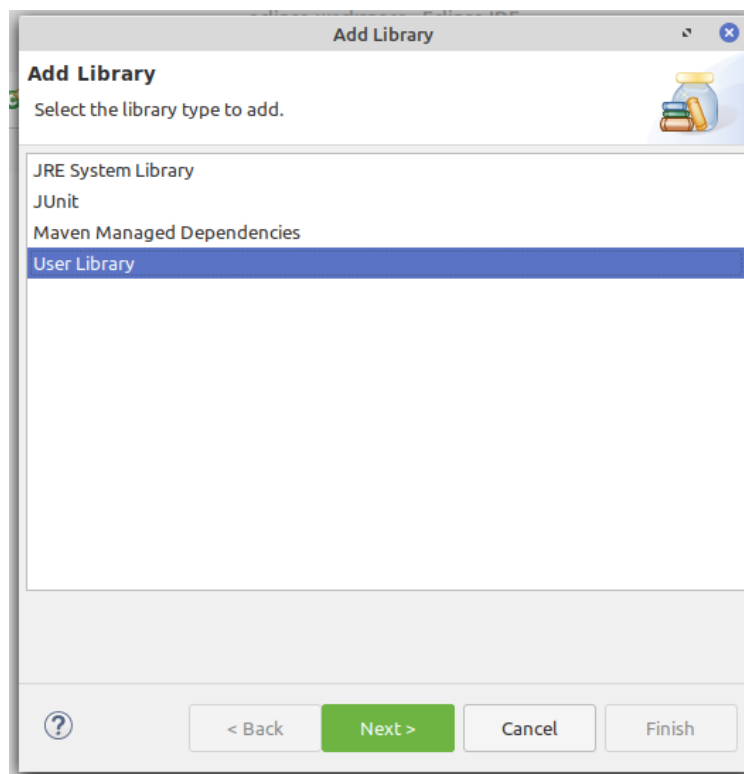 Add Library
Add Library
Select the library type to add.
JRE System Library
JUnit
Maven Managed Dependencies
User Library
? < Back Next > Cancel Finish